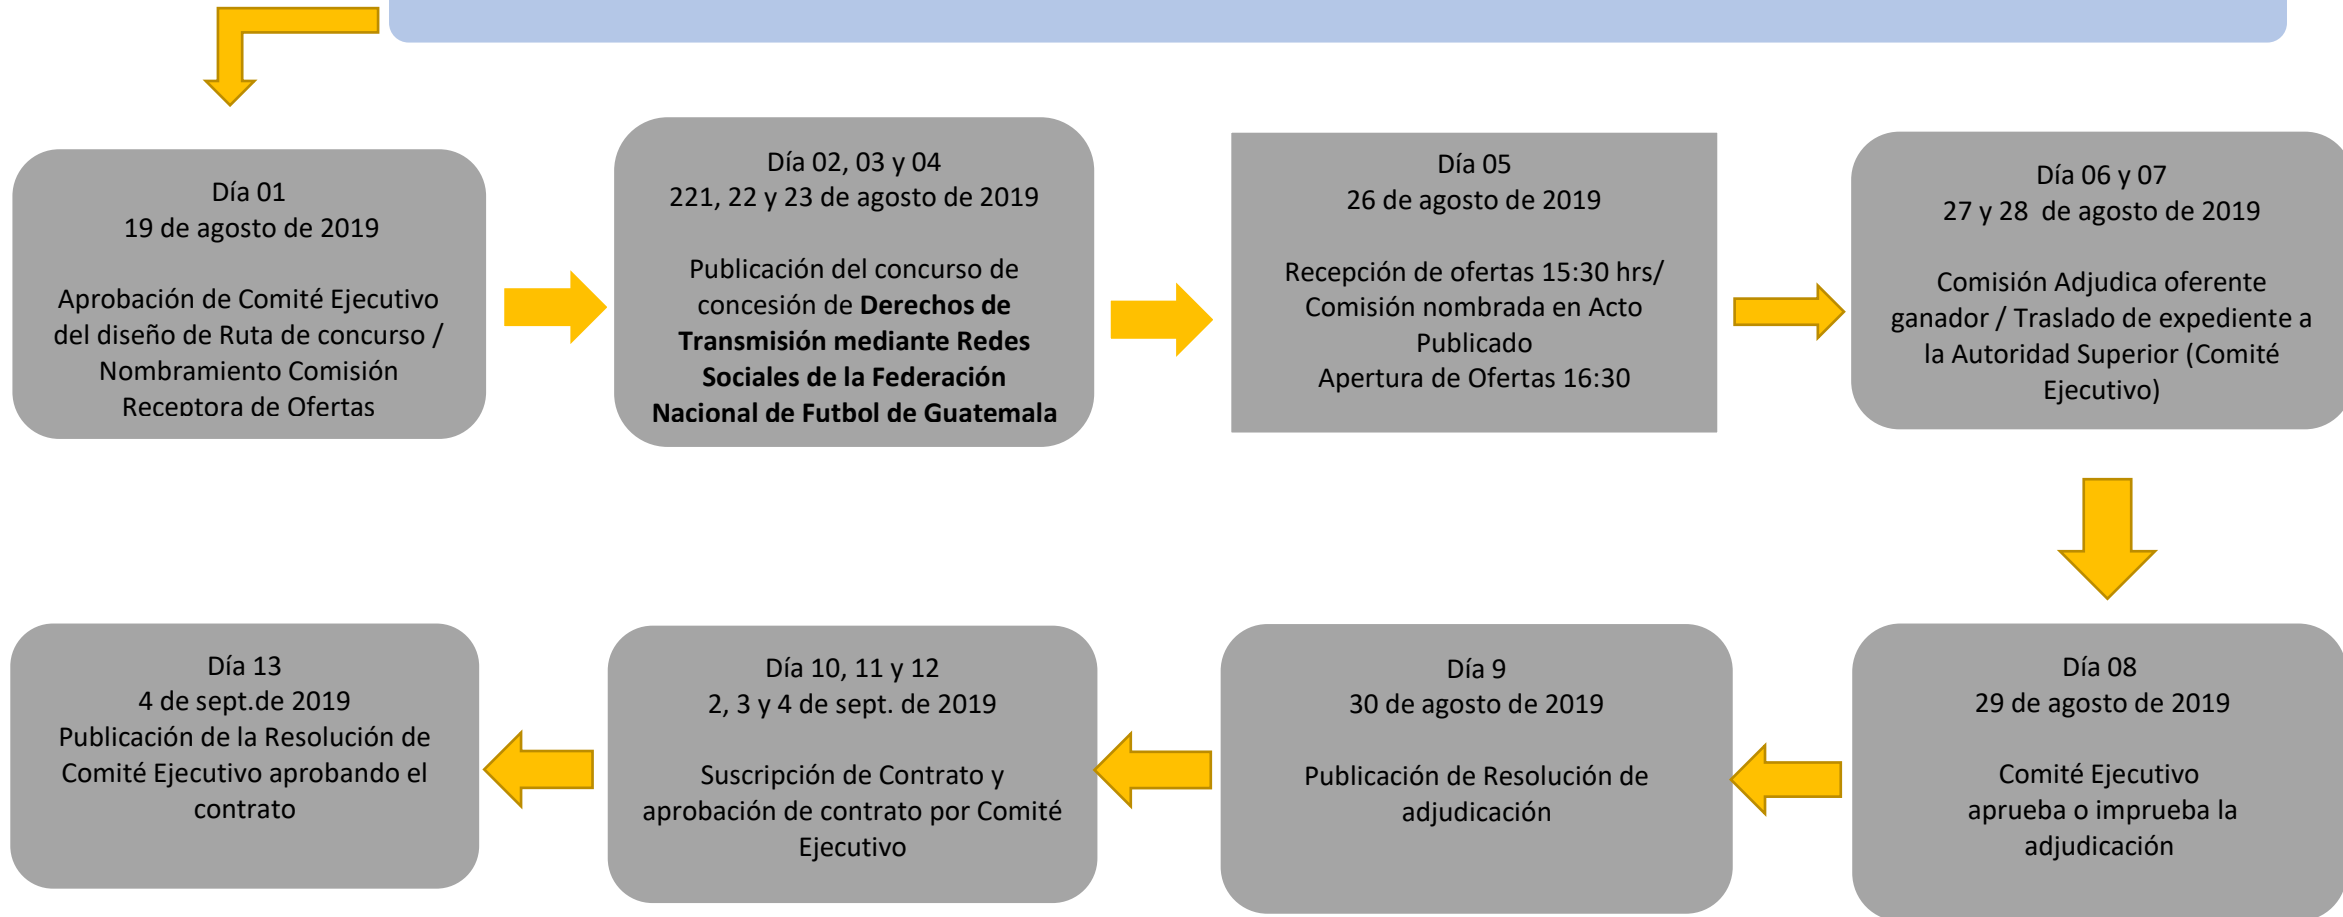 Día 01
19 de agosto de 2019
Aprobación de Comité Ejecutivo
del diseño de Ruta de concurso /
Nombramiento Comisión
Receptora de Ofertas
Día 02, 03 y 04
221, 22 y 23 de agosto de 2019
Publicación del concurso de
concesión de Derechos de
Transmisión mediante Redes
Sociales de la Federación
Nacional de Futbol de Guatemala
Día 05
26 de agosto de 2019
Recepción de ofertas 15:30 hrs/
Comisión nombrada en Acto
Publicado
Apertura de Ofertas 16:30
Día 06 y 07
27 y 28  de agosto de 2019
Comisión Adjudica oferente
ganador / Traslado de expediente a
la Autoridad Superior (Comité
Ejecutivo)
Día 08
29 de agosto de 2019
Comité Ejecutivo
aprueba o imprueba la
adjudicación
Día 9
30 de agosto de 2019
Publicación de Resolución de
adjudicación
Día 10, 11 y 12
2, 3 y 4 de sept. de 2019
Suscripción de Contrato y
aprobación de contrato por Comité
Ejecutivo
Día 13
4 de sept.de 2019
Publicación de la Resolución de
Comité Ejecutivo aprobando el
contrato